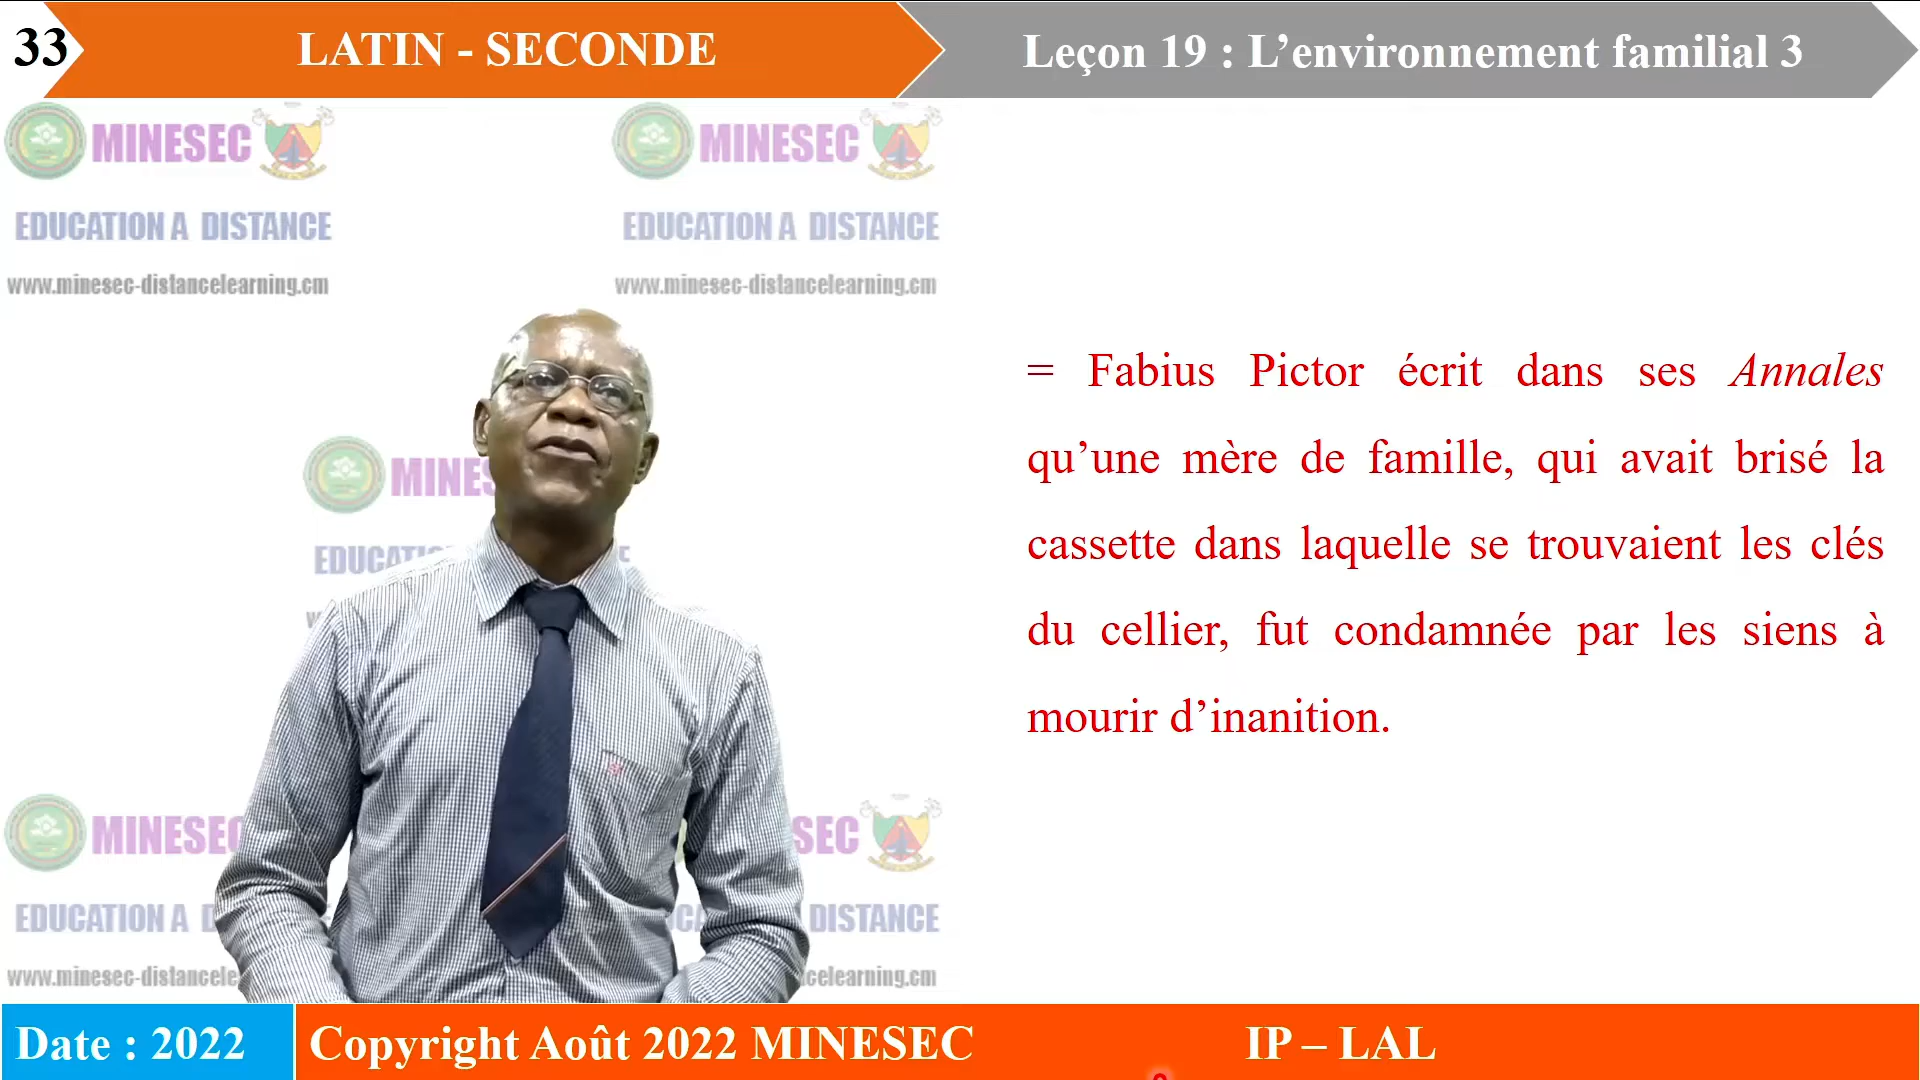 33
LATIN - SECONDE
Leçon 19 : L’environnement familial 3
MINESEC
EDUCATION A DISTANCE
www.minesec-distancelearning.cm
MINESEC
EDUCATION A DISTANCE
www.minesec-distancelearning.cm
= Fabius Pictor écrit dans ses Annales
qu’une mère de famille, qui avait brisé la
cassette dans laquelle se trouvaient les clés
du cellier, fut condamnée par les siens à
mourir d’inanition.
MINESEC
EDUCATION A
SEC
DISTANCE
Date : 2022
Copyright Août 2022 MINESEC
IP – LAL